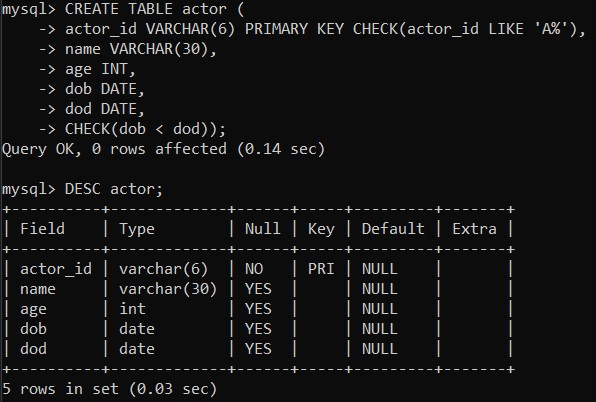 mysql> CREATE TABLE actor (
    -> actor_id VARCHAR(6) PRIMARY KEY CHECK(actor_id LIKE 'A%'),
    -> name VARCHAR(30),
    -> age INT,
    -> dob DATE,
    -> dod DATE,
    -> CHECK(dob < dod));
Query OK, 0 rows affected (0.14 sec)

mysql> DESC actor;
+----------+-------------+------+-----+---------+-------+
| Field    | Type        | Null | Key | Default | Extra |
+----------+-------------+------+-----+---------+-------+
| actor_id | varchar(6)  | NO   | PRI | NULL    |       |
| name     | varchar(30) | YES  |     | NULL    |       |
| age      | int         | YES  |     | NULL    |       |
| dob      | date        | YES  |     | NULL    |       |
| dod      | date        | YES  |     | NULL    |       |
+----------+-------------+------+-----+---------+-------+
5 rows in set (0.03 sec)